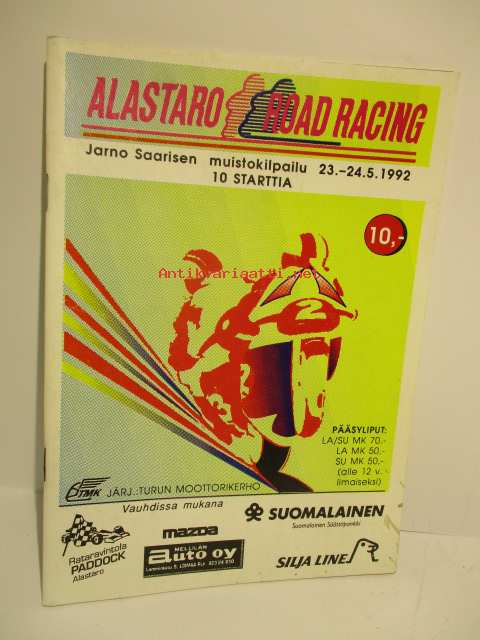 ALASTARO ROAD RACING
Jarno Saarisen muistokilpailu 23.-24.5.1992
10 STARTTIA
10,-
Antikvariaatti.net
2
PÄÄSYLIPUT:
LA/SU MK 70.-
LA MK 50.-
SU MK 50,-
(alle 12 v.
ilmaiseksi)
TMK JÄRJ.:TURUN MOOTTORIKERHO
Vauhdissa mukana
SUOMALAINEN
Suomalainen Säästöpankki
Rataravintola
PADDOCK
Alastaro
mazda
MELLILÄN
auto oy
SILJA LINE